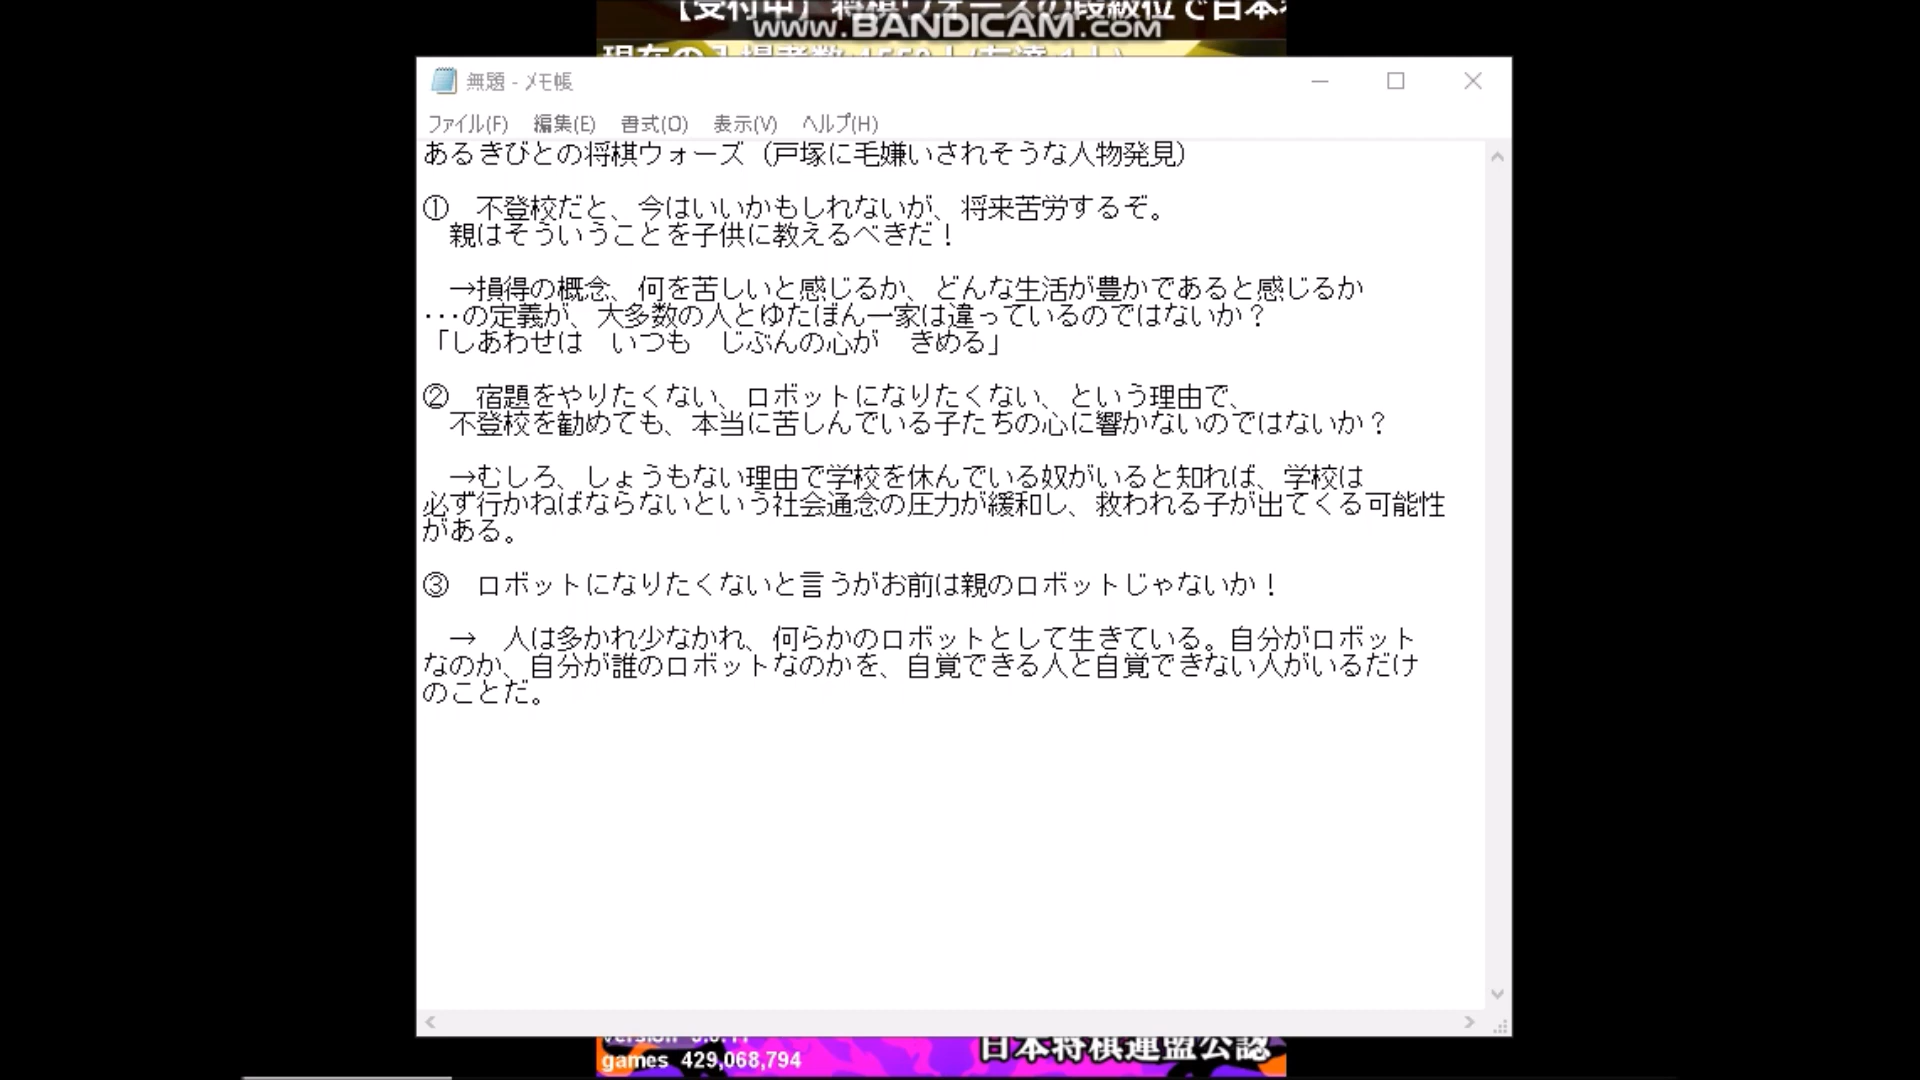 【受付中】将棋ウォーズの段級位で日本
www.BANDICAM.com
無題 - メモ帳
ファイル(F) 編集(E) 書式(O) 表示(V) ヘルプ(H)
あるきびとの将棋ウォーズ（戸塚に毛嫌いされそうな人物発見）
①　不登校だと、今はいいかもしれないが、将来苦労するぞ。
　親はそういうことを子供に教えるべきだ！
　→損得の概念、何を苦しいと感じるか、どんな生活が豊かであると感じるか
･･･の定義が、大多数の人とゆたぼん一家は違っているのではないか？
「しあわせは　いつも　じぶんの心が　きめる」
②　宿題をやりたくない、ロボットになりたくない、という理由で、
　不登校を勧めても、本当に苦しんでいる子たちの心に響かないのではないか？
　→むしろ、しょうもない理由で学校を休んでいる奴がいると知れば、学校は
必ず行かねばならないという社会通念の圧力が緩和し、救われる子が出てくる可能性
がある。
③　ロボットになりたくないと言うがお前は親のロボットじゃないか！
　→　人は多かれ少なかれ、何らかのロボットとして生きている。自分がロボット
なのか、自分が誰のロボットなのかを、自覚できる人と自覚できない人がいるだけ
のことだ。
日本将棋連盟公認
games 429,068,794